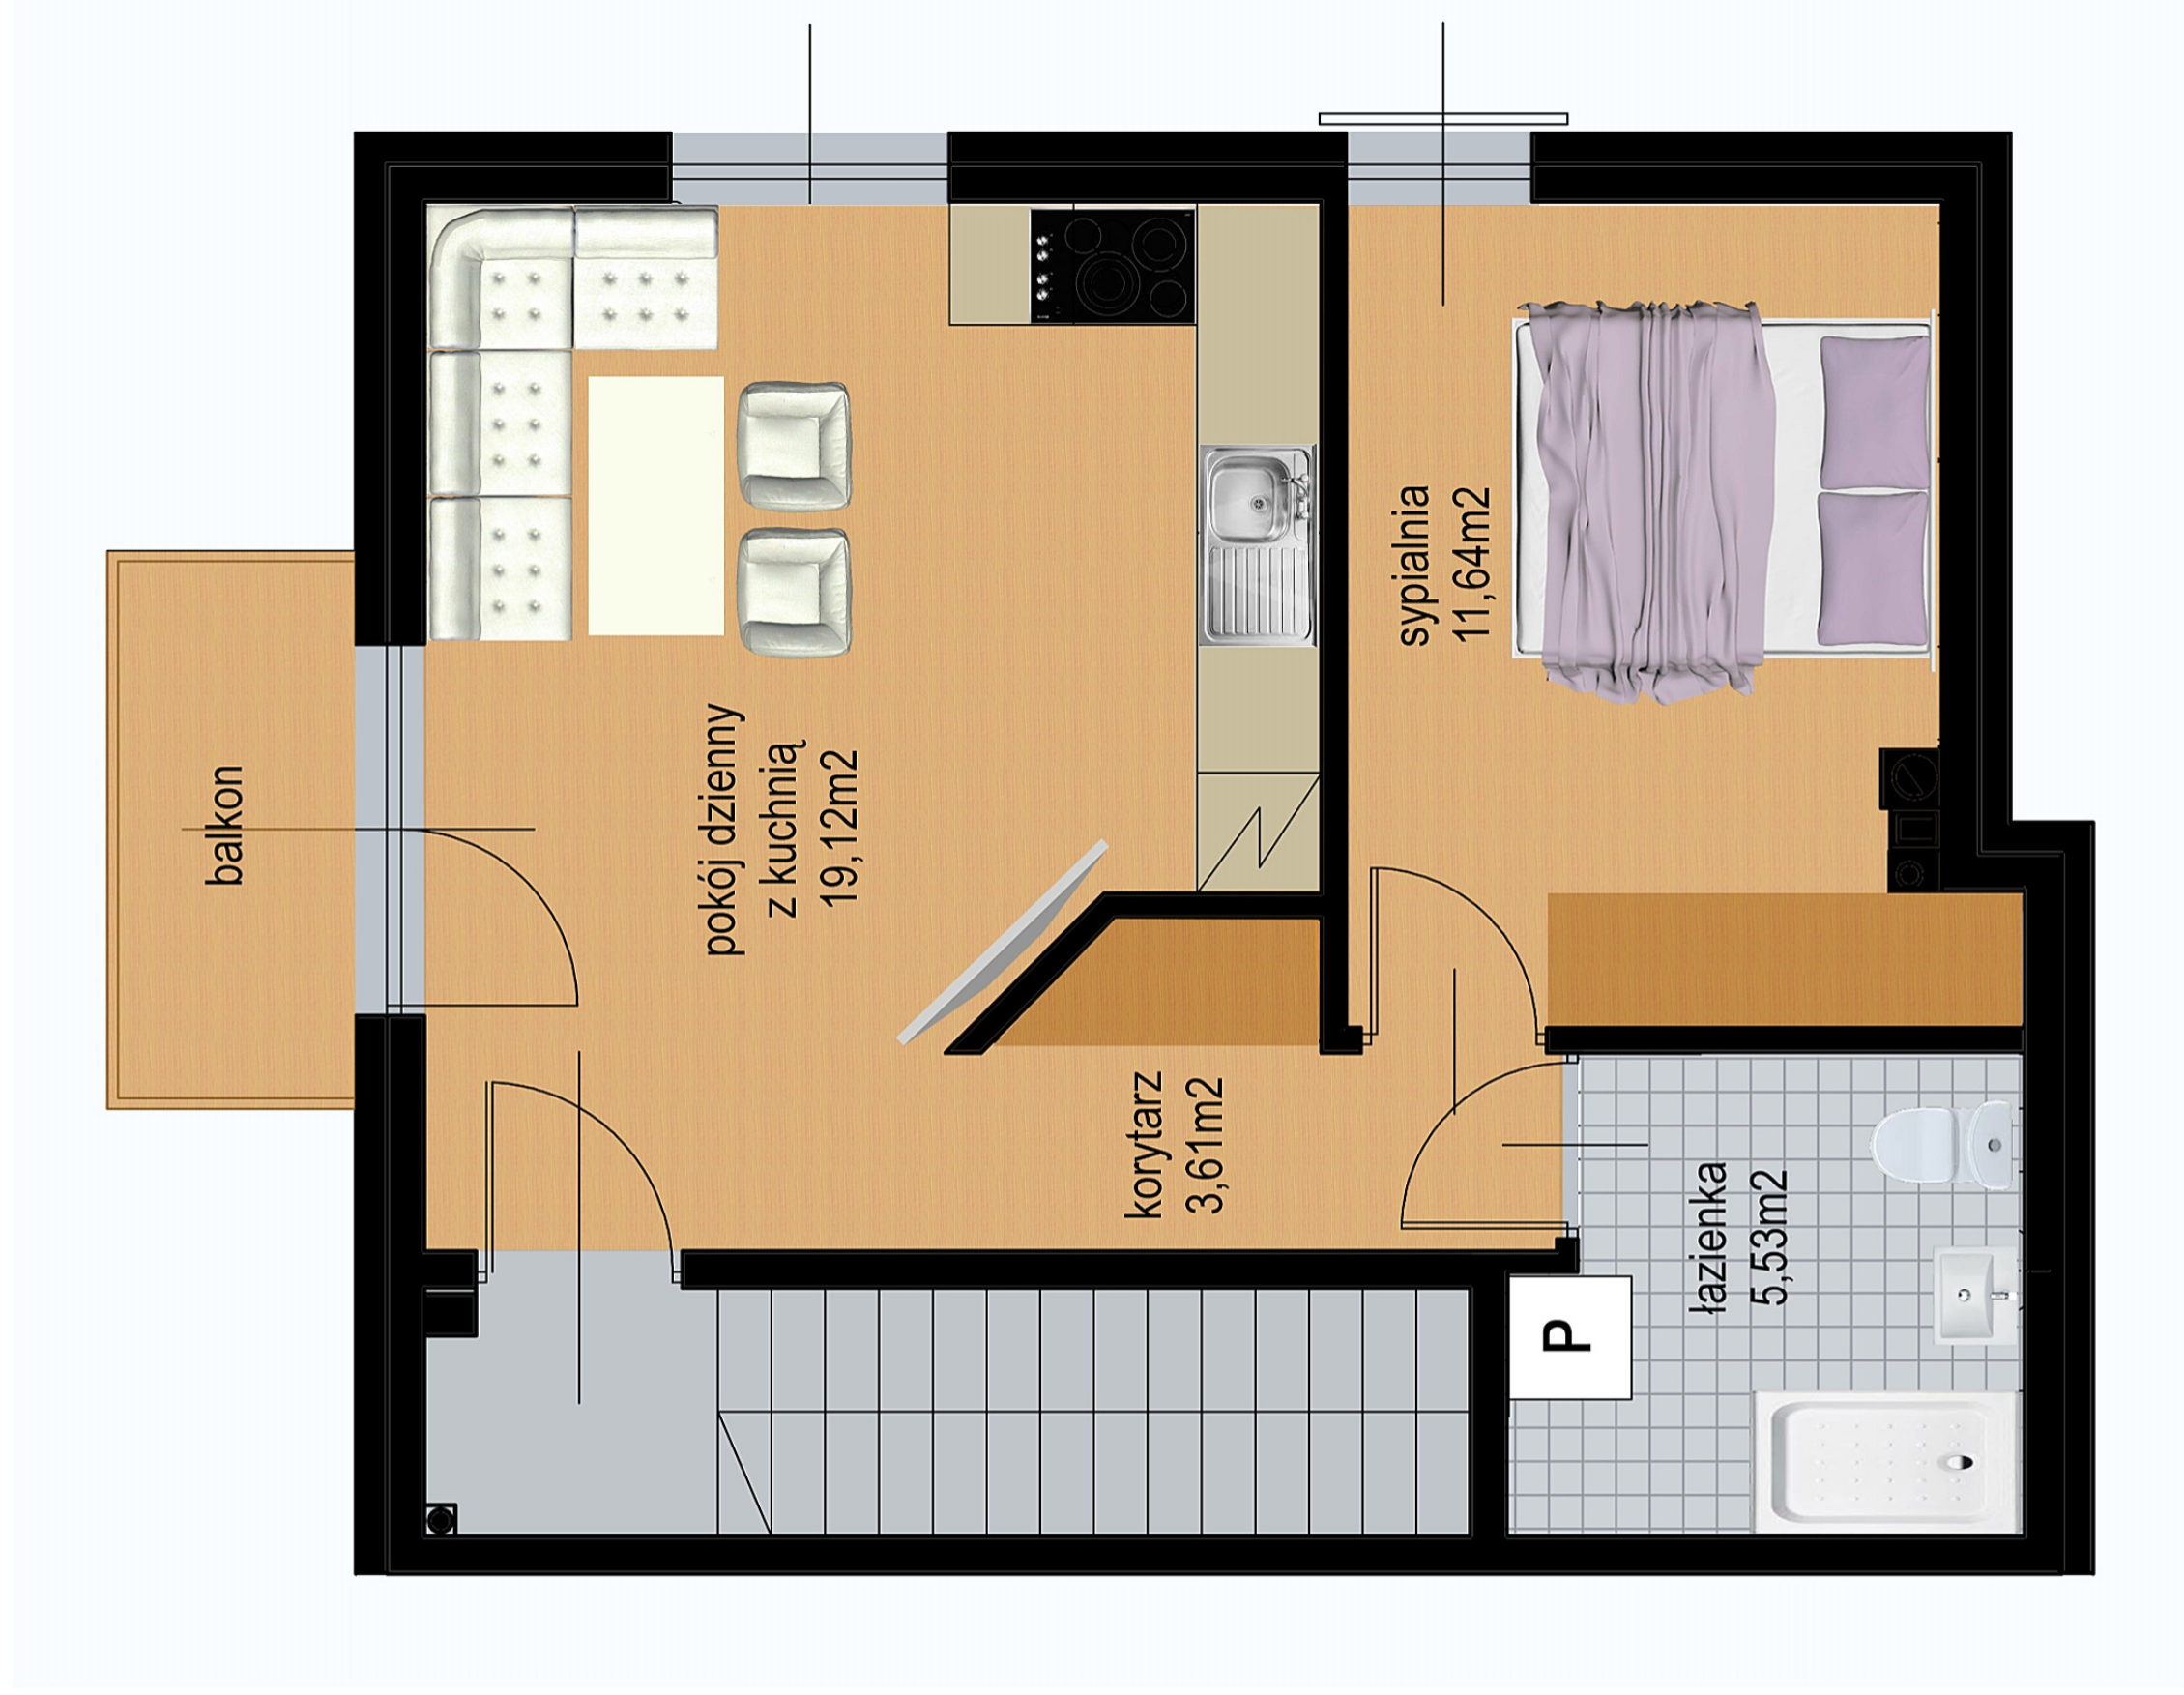 balkon
pokój dzienny
z kuchnią
19,12m2
sypialnia
11,64m2
korytarz
3,61m2
łazienka
5,53m2
P